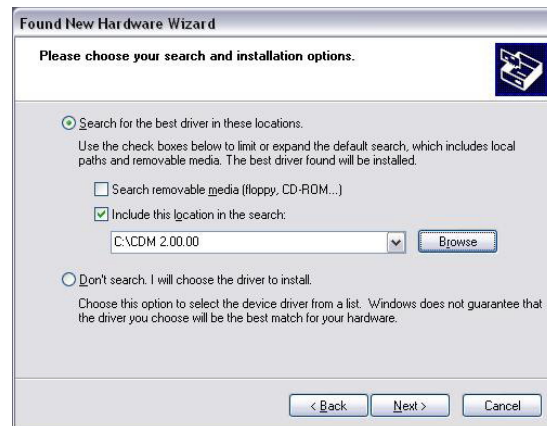 Found New Hardware Wizard
Please choose your search and installation options.
Search for the best driver in these locations.
Use the check boxes below to limit or expand the default search, which includes local
paths and removable media. The best driver found will be installed.
Search removable media (floppy, CD-ROM...)
Include this location in the search:
C:\CDM 2.00.00
Browse
Don't search. I will choose the driver to install.
Choose this option to select the device driver from a list. Windows does not guarantee that
the driver you choose will be the best match for your hardware.
< Back
Next >
Cancel